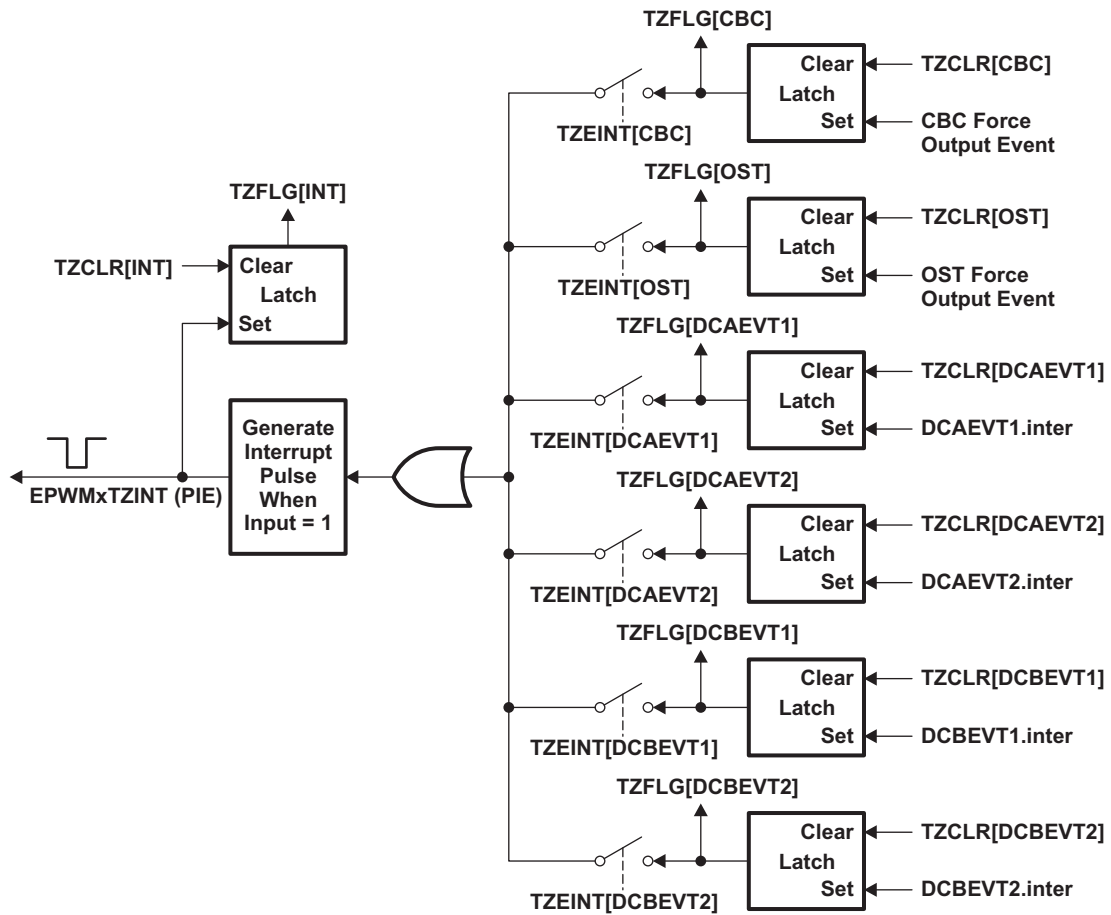 TZFLG[CBC]
Clear
Latch
Set
TZCLR[CBC]
CBC Force
Output Event
TZEINT[CBC]
TZFLG[OST]
Clear
Latch
Set
TZCLR[OST]
OST Force
Output Event
TZEINT[OST]
TZFLG[INT]
TZCLR[INT]
Clear
Latch
Set
TZFLG[DCAEVT1]
Clear
Latch
Set
TZCLR[DCAEVT1]
DCAEVT1.inter
TZEINT[DCAEVT1]
Generate
Interrupt
Pulse
When
Input = 1
EPWMxTZINT (PIE)
TZFLG[DCAEVT2]
Clear
Latch
Set
TZCLR[DCAEVT2]
DCAEVT2.inter
TZEINT[DCAEVT2]
TZFLG[DCBEVT1]
Clear
Latch
Set
TZCLR[DCBEVT1]
DCBEVT1.inter
TZEINT[DCBEVT1]
TZFLG[DCBEVT2]
Clear
Latch
Set
TZCLR[DCBEVT2]
DCBEVT2.inter
TZEINT[DCBEVT2]